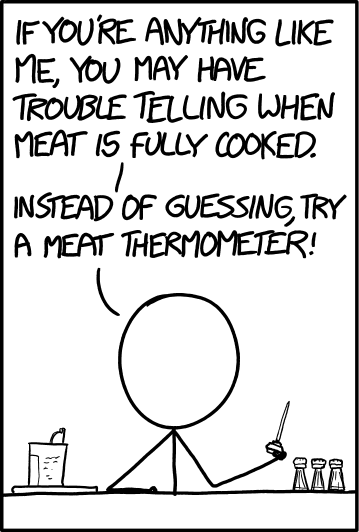 IF YOU'RE ANYTHING LIKE
ME, YOU MAY HAVE
TROUBLE TELLING WHEN
MEAT IS FULLY COOKED.
INSTEAD OF GUESSING, TRY
A MEAT THERMOMETER!